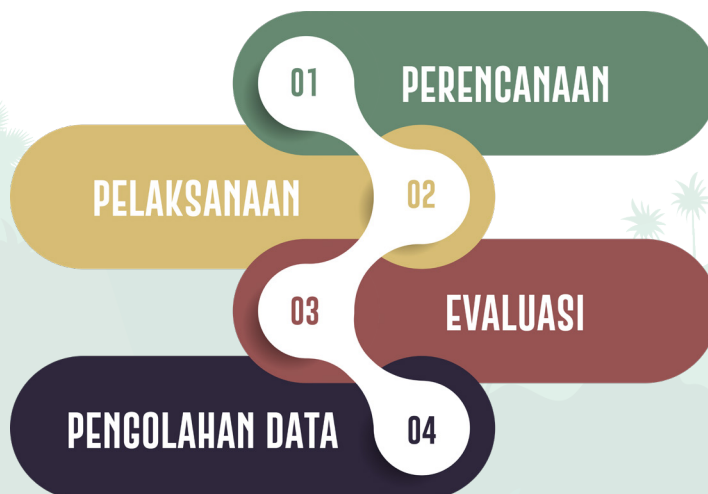 01 PERENCANAAN
PELAKSANAAN 02
03 EVALUASI
PENGOLAHAN DATA 04